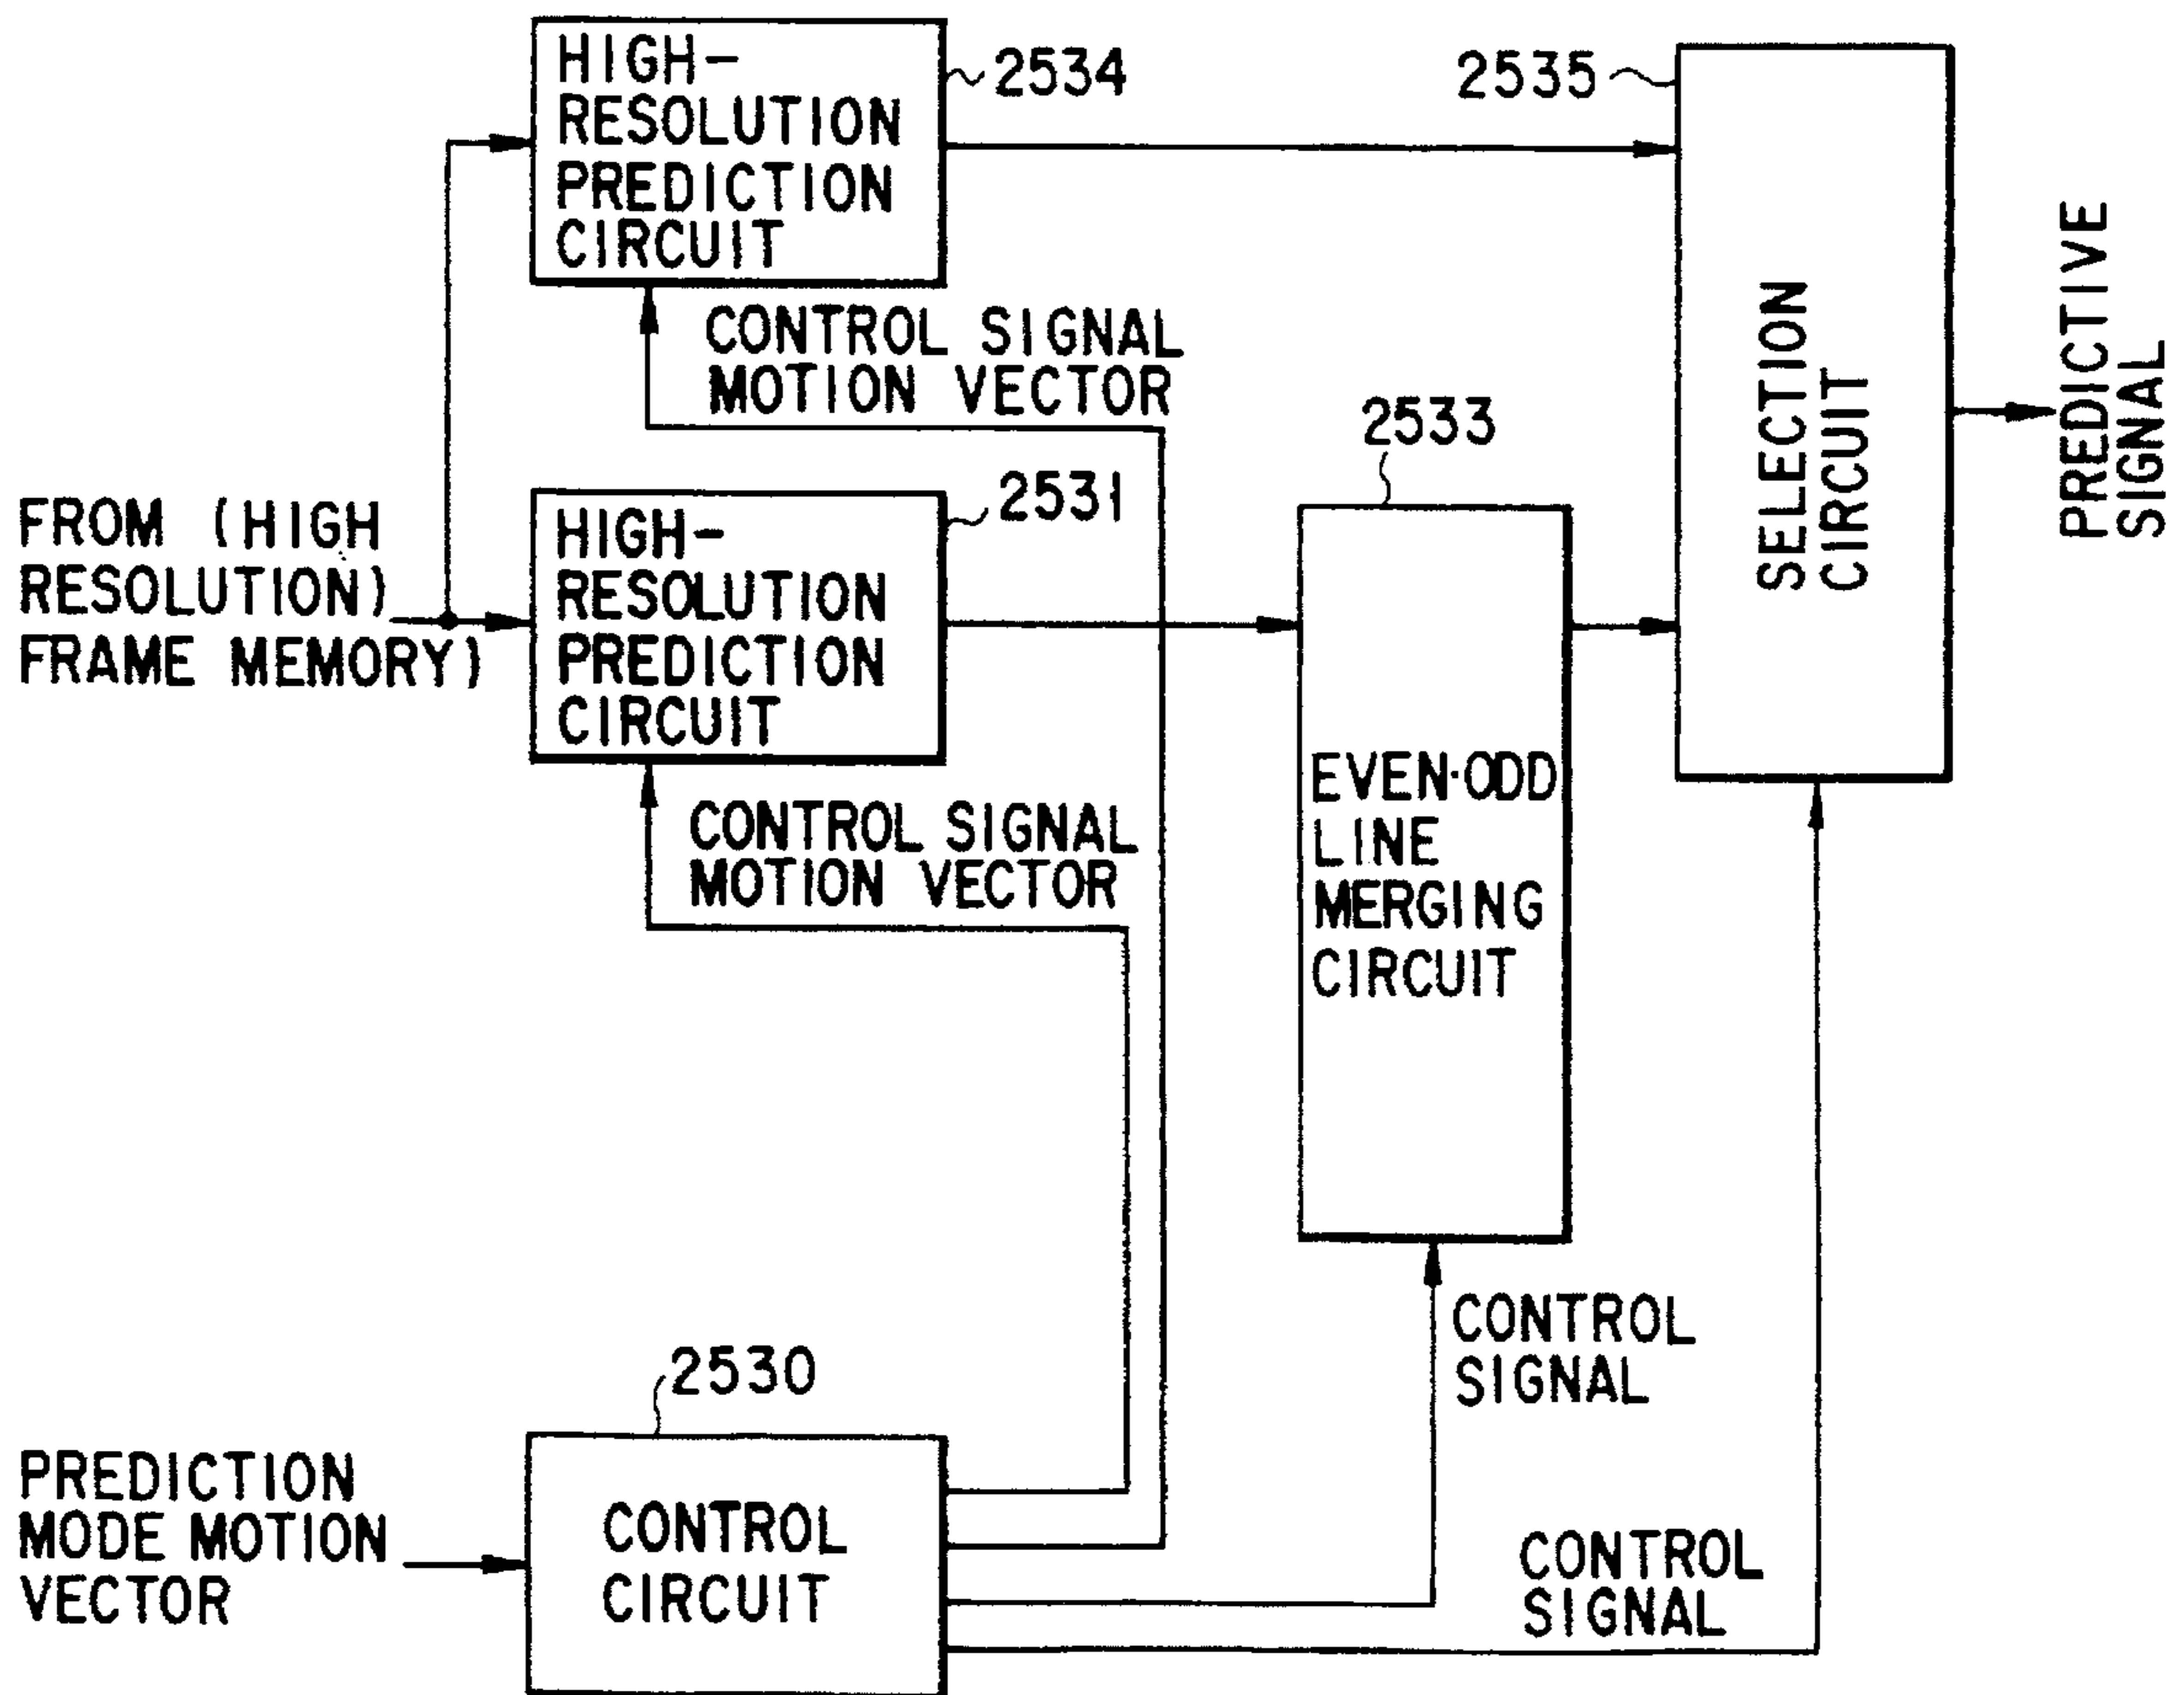 HIGH-
RESOLUTION
PREDICTION
CIRCUIT
2534
2535
CONTROL SIGNAL
MOTION VECTOR
SELECTION
CIRCUIT
PREDICTIVE
SIGNAL
2533
FROM (HIGH
RESOLUTION)
FRAME MEMORY)
HIGH-
RESOLUTION
PREDICTION
CIRCUIT
2531
CONTROL SIGNAL
MOTION VECTOR
EVEN·ODD
LINE
MERGING
CIRCUIT
CONTROL
SIGNAL
2530
PREDICTION
MODE MOTION
VECTOR
CONTROL
CIRCUIT
CONTROL
SIGNAL